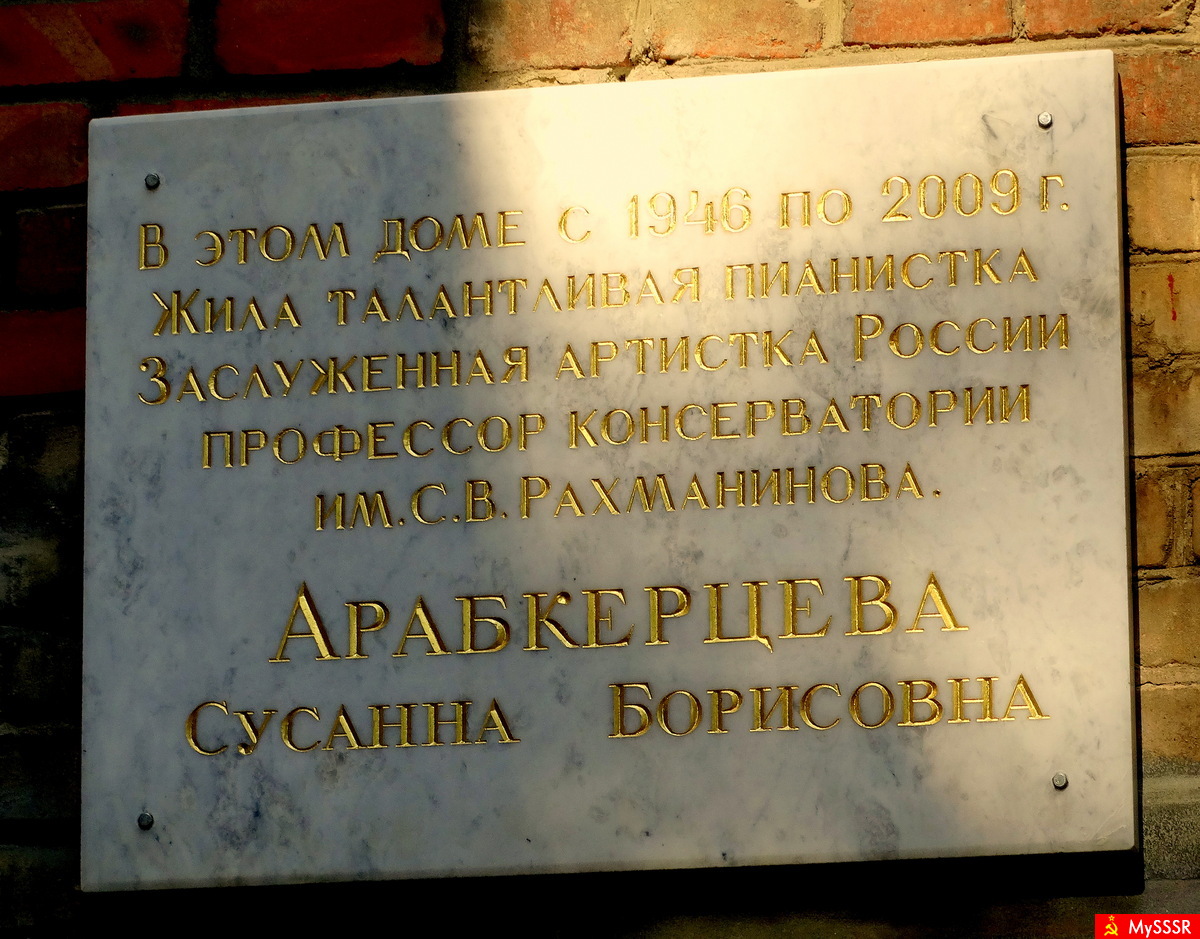 В этом доме с 1946 по 2009 г.
Жила талантливая пианистка
Заслуженная артистка России
профессор консерватории
им. С.В. Рахманинова.
Арабкерцева
Сусанна Борисовна
MySSSR